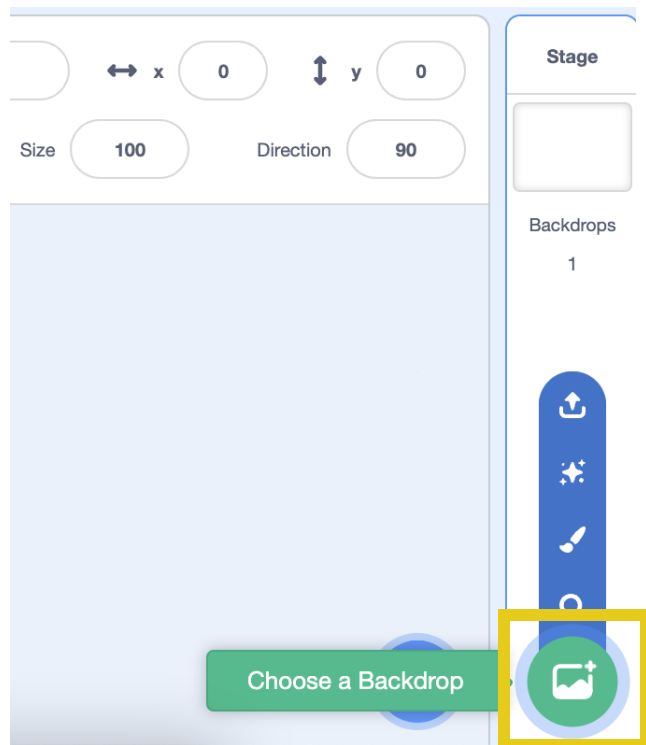 x 0 y 0 Stage
Size 100 Direction 90
Backdrops
1
Choose a Backdrop